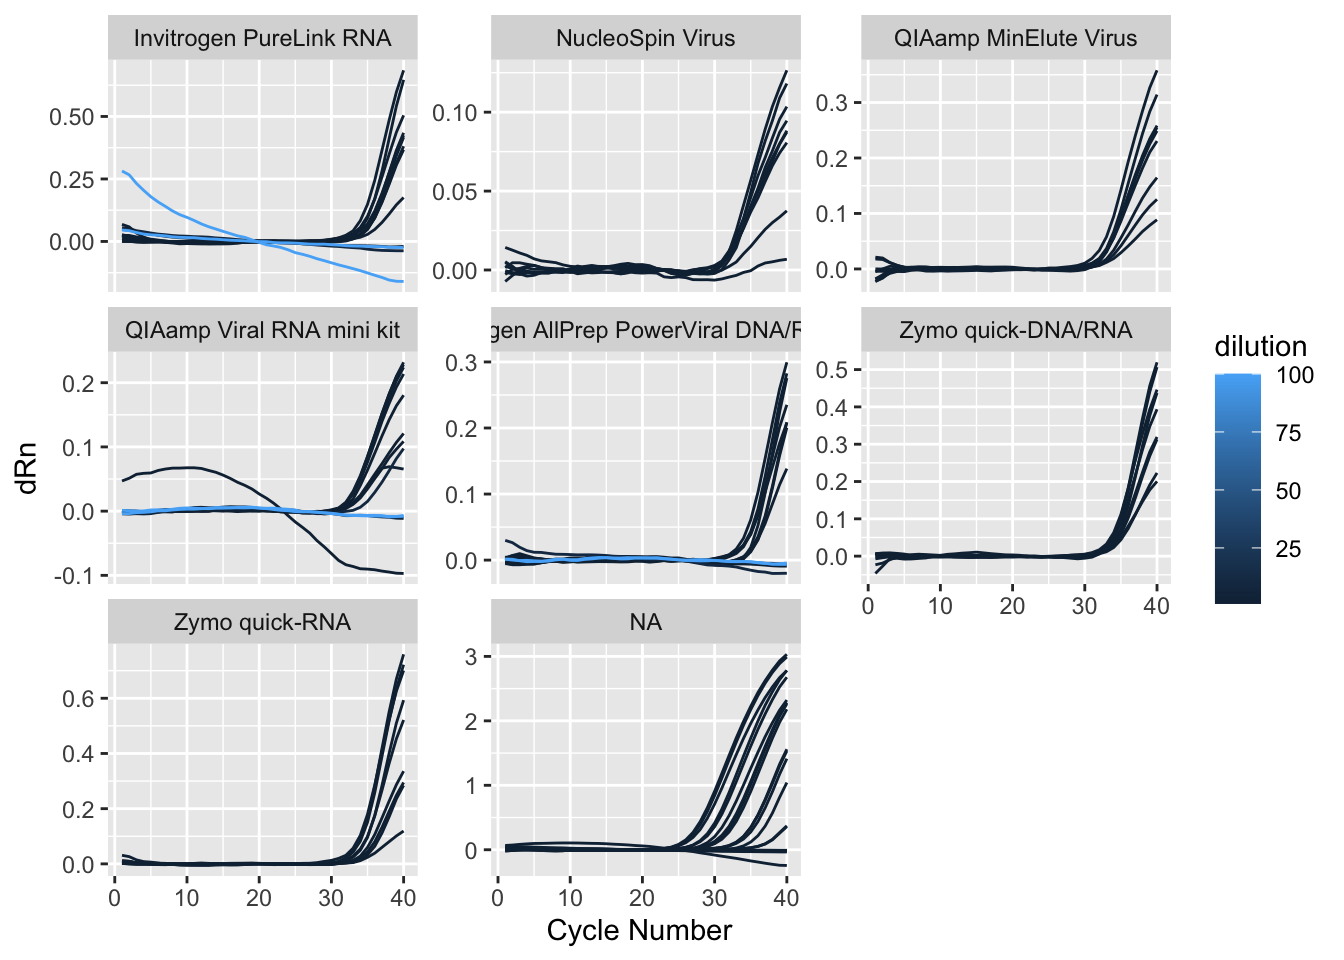 Invitrogen PureLink RNA
NucleoSpin Virus
QIAamp MinElute Virus
0.50
0.25
0.00
0.10
0.05
0.00
0.3
0.2
0.1
0.0
QIAamp Viral RNA mini kit
gen AllPrep PowerViral DNA/R
Zymo quick-DNA/RNA
0.2
0.1
0.0
-0.1
0.3
0.2
0.1
0.0
0.5
0.4
0.3
0.2
0.1
0.0
0 10 20 30 40
Zymo quick-RNA
NA
0.6
0.4
0.2
0.0
0 10 20 30 40
3
2
1
0
0 10 20 30 40
dRn
Cycle Number
dilution
100
75
50
25